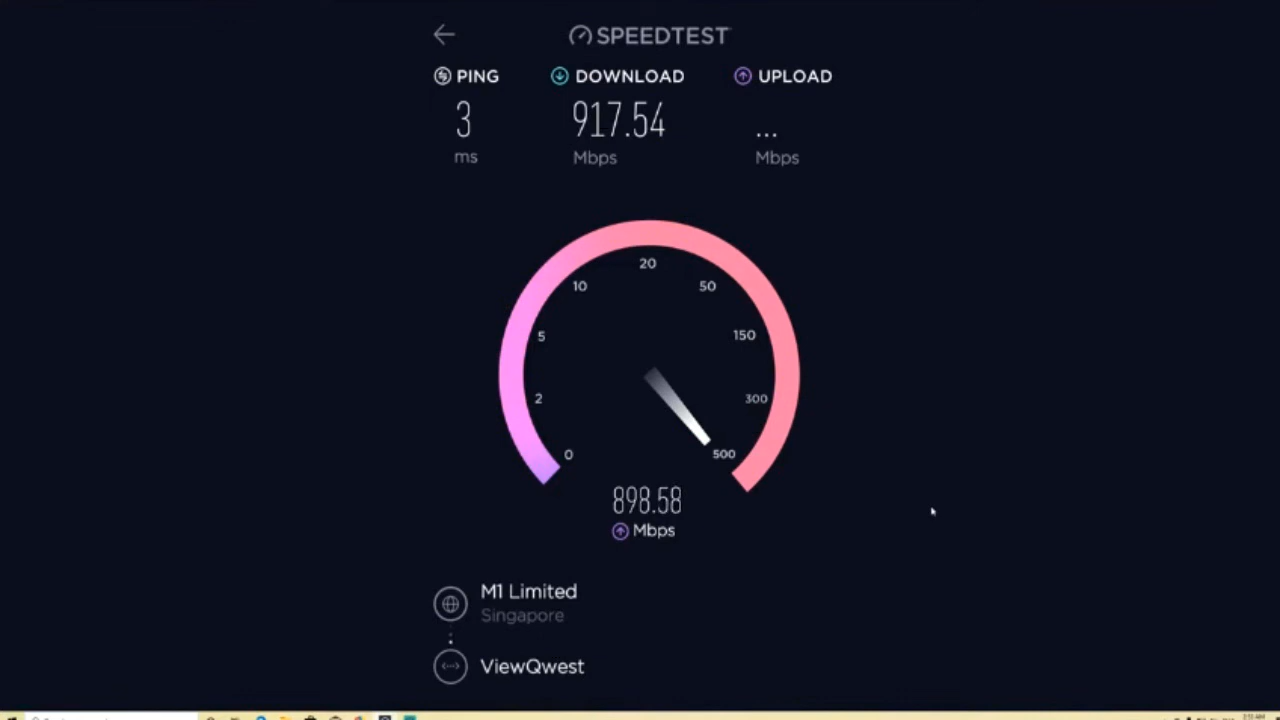 SPEEDTEST
PING
DOWNLOAD
UPLOAD
3
917.54
...
ms
Mbps
Mbps
20
10
50
5
150
2
300
0
500
898.58
Mbps
M1 Limited
Singapore
ViewQwest